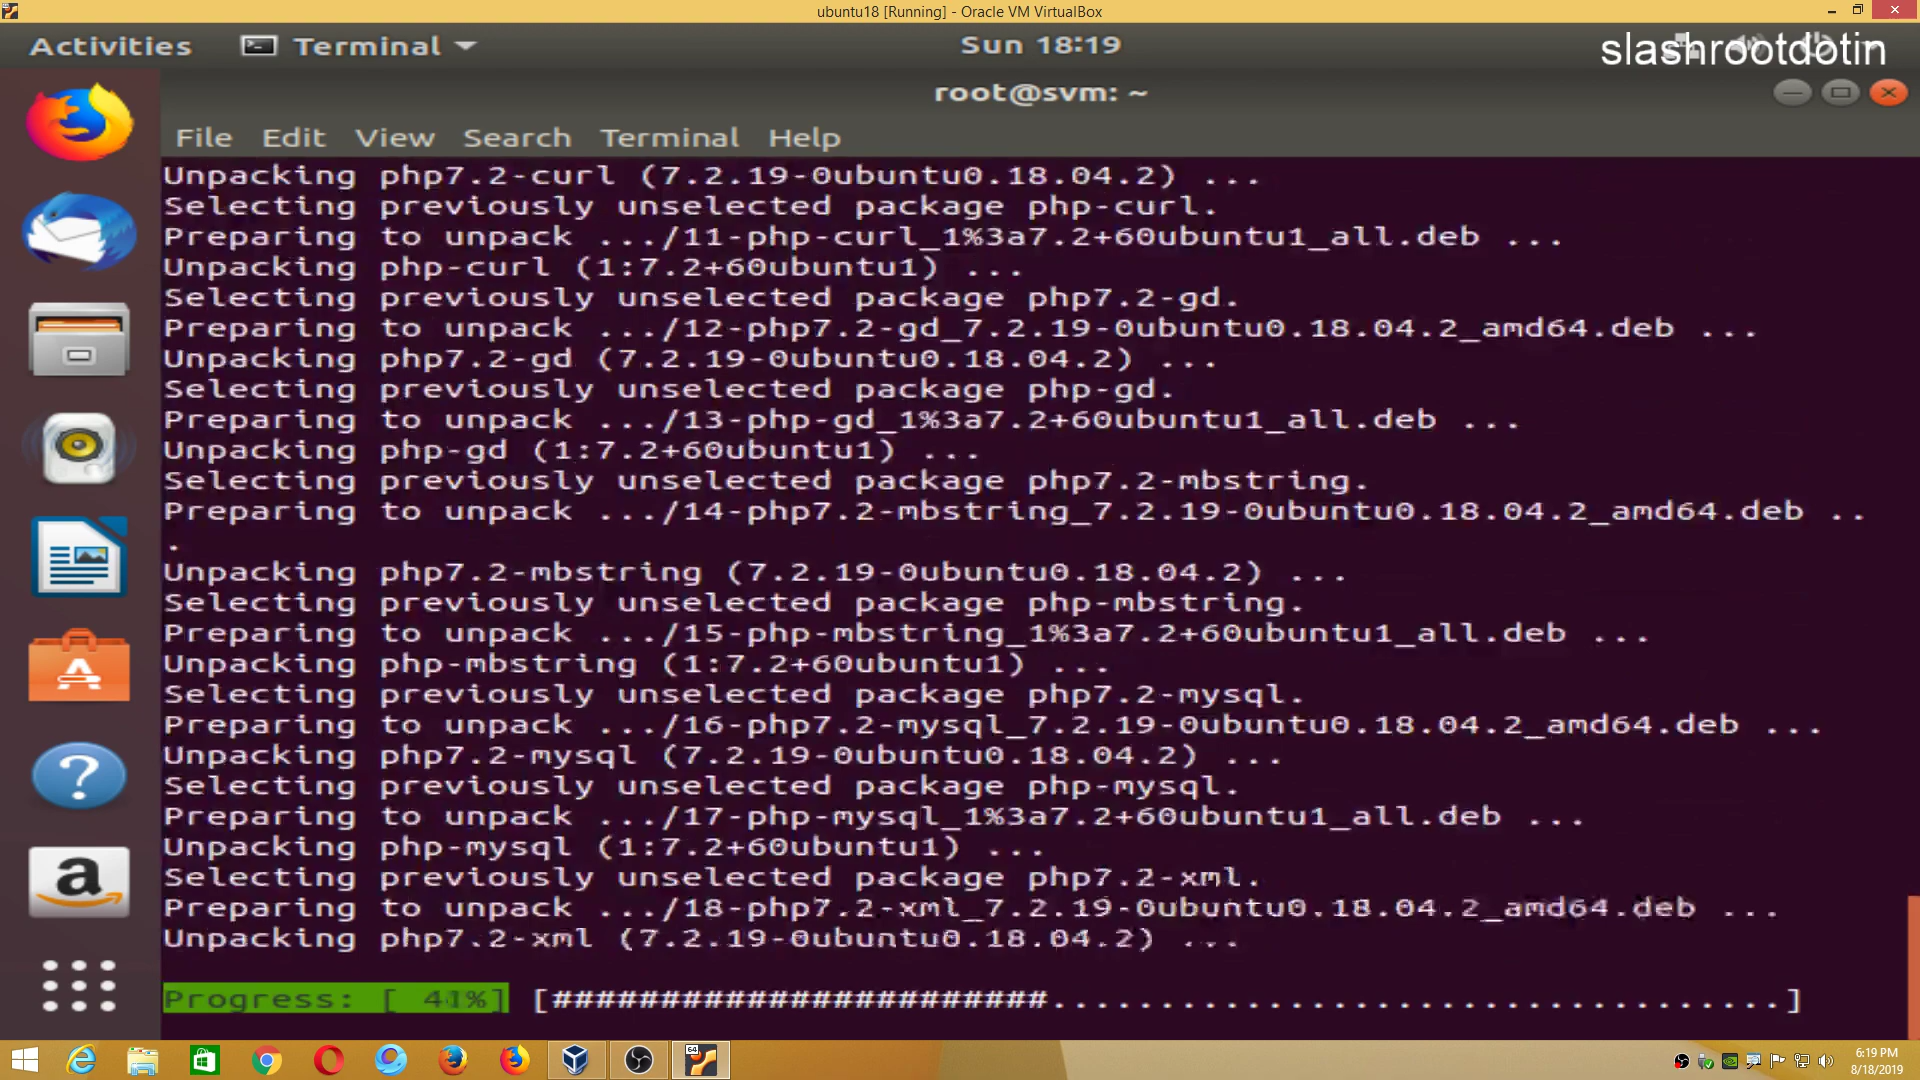 ubuntu18 [Running] - Oracle VM VirtualBox
Activities Terminal Sun 18:19 slashrootdotin
root@svm: ~
File Edit View Search Terminal Help
Unpacking php7.2-curl (7.2.19-0ubuntu0.18.04.2) ...
Selecting previously unselected package php-curl.
Preparing to unpack .../11-php-curl_1%3a7.2+60ubuntu1_all.deb ...
Unpacking php-curl (1:7.2+60ubuntu1) ...
Selecting previously unselected package php7.2-gd.
Preparing to unpack .../12-php7.2-gd_7.2.19-0ubuntu0.18.04.2_amd64.deb ...
Unpacking php7.2-gd (7.2.19-0ubuntu0.18.04.2) ...
Selecting previously unselected package php-gd.
Preparing to unpack .../13-php-gd_1%3a7.2+60ubuntu1_all.deb ...
Unpacking php-gd (1:7.2+60ubuntu1) ...
Selecting previously unselected package php7.2-mbstring.
Preparing to unpack .../14-php7.2-mbstring_7.2.19-0ubuntu0.18.04.2_amd64.deb ..
.
Unpacking php7.2-mbstring (7.2.19-0ubuntu0.18.04.2) ...
Selecting previously unselected package php-mbstring.
Preparing to unpack .../15-php-mbstring_1%3a7.2+60ubuntu1_all.deb ...
Unpacking php-mbstring (1:7.2+60ubuntu1) ...
Selecting previously unselected package php7.2-mysql.
Preparing to unpack .../16-php7.2-mysql_7.2.19-0ubuntu0.18.04.2_amd64.deb ...
Unpacking php7.2-mysql (7.2.19-0ubuntu0.18.04.2) ...
Selecting previously unselected package php-mysql.
Preparing to unpack .../17-php-mysql_1%3a7.2+60ubuntu1_all.deb ...
Unpacking php-mysql (1:7.2+60ubuntu1) ...
Selecting previously unselected package php7.2-xml.
Preparing to unpack .../18-php7.2-xml_7.2.19-0ubuntu0.18.04.2_amd64.deb ...
Unpacking php7.2-xml (7.2.19-0ubuntu0.18.04.2) ...
Progress: [ 41%] [#######################..................................]
64
6:19 PM
8/18/2019